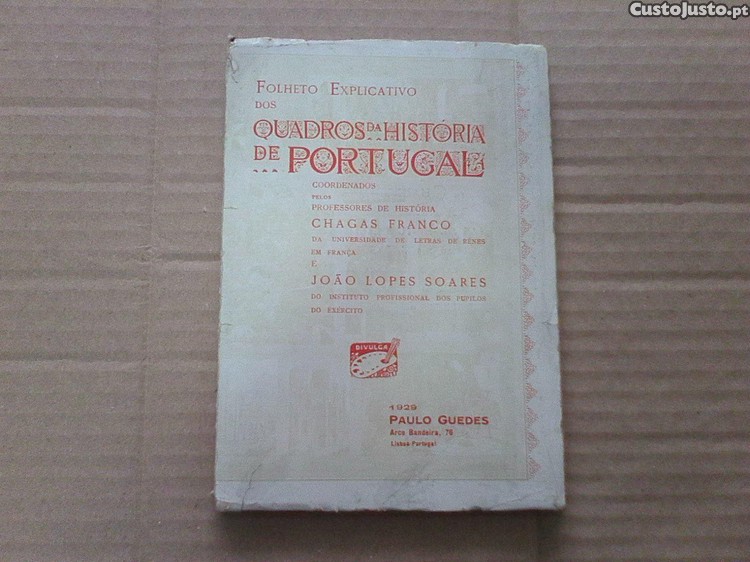 CustoJusto.pt
FOLHETO EXPLICATIVO
DOS
QUADROS DA HISTÓRIA
DE PORTUGAL
COORDENADOS
PELOS
PROFESSORES DE HISTÓRIA
CHAGAS FRANCO
DA UNIVERSIDADE DE LETRAS DE RENES
EM FRANÇA
E
JOÃO LOPES SOARES
DO INSTITUTO PROFISSIONAL DOS PUPILOS
DO EXÉRCITO
DIVULGA
1929
PAULO GUEDES
Arco Bandeira, 76
Lisboa-Portugal